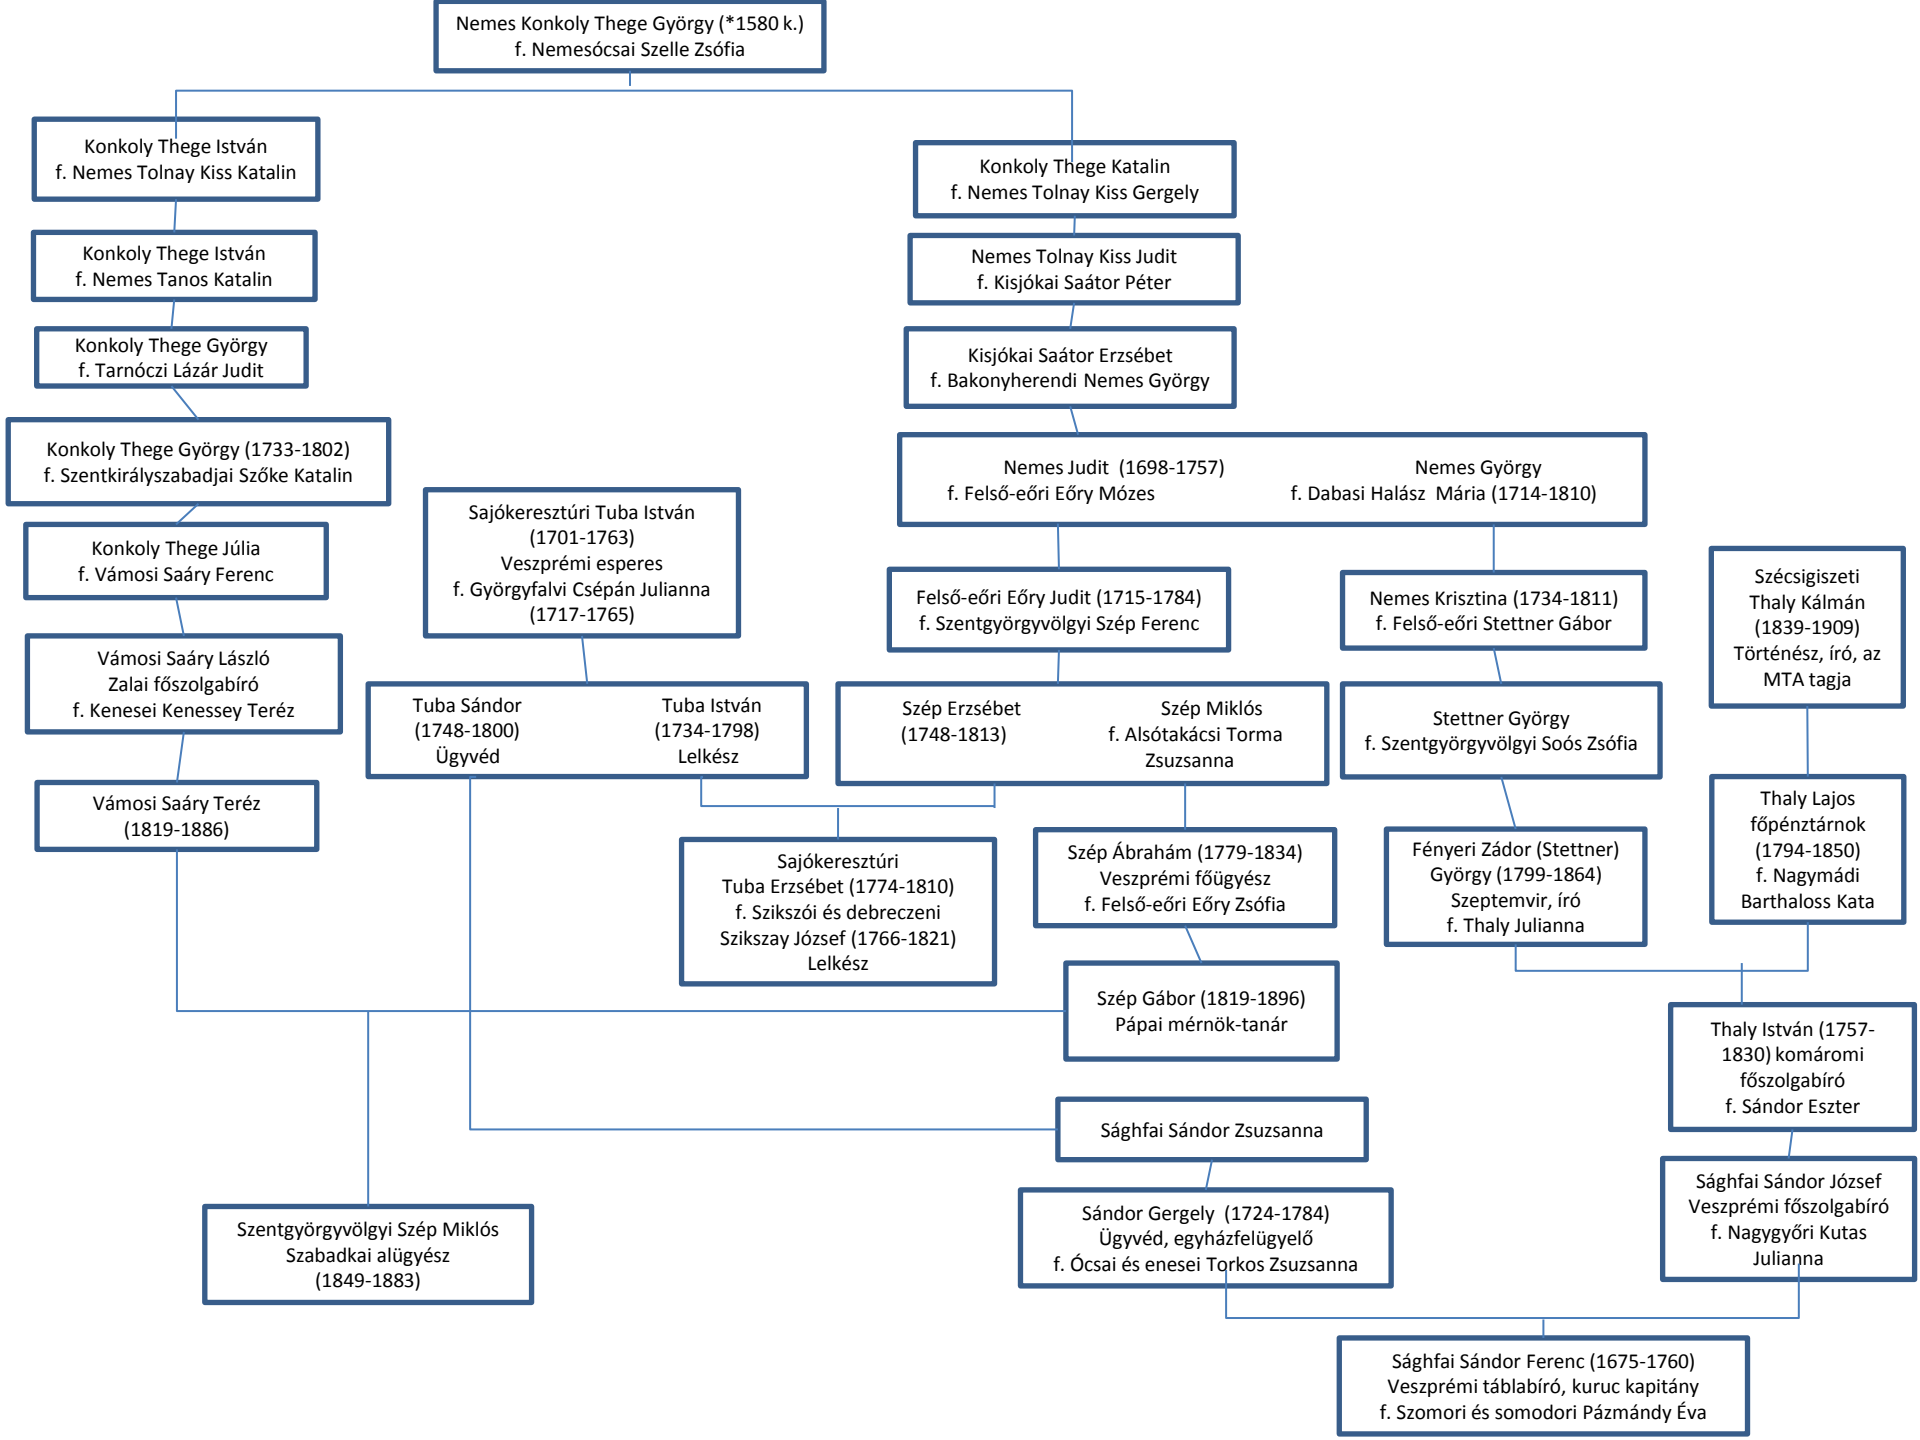 Nemes Konkoly Thege György (*1580 k.)
f. Nemesócsai Szelle Zsófia
Konkoly Thege István
f. Nemes Tolnay Kiss Katalin
Konkoly Thege Katalin
f. Nemes Tolnay Kiss Gergely
Konkoly Thege István
f. Nemes Tanos Katalin
Nemes Tolnay Kiss Judit
f. Kisjókai Saátor Péter
Konkoly Thege György
f. Tarnóczi Lázár Judit
Kisjókai Saátor Erzsébet
f. Bakonyherendi Nemes György
Konkoly Thege György (1733-1802)
f. Szentkirályszabadjai Szőke Katalin
Nemes Judit (1698-1757)
f. Felső-eőri Eőry Mózes
Nemes György
f. Dabasi Halász Mária (1714-1810)
Sajókeresztúri Tuba István
(1701-1763)
Veszprémi esperes
f. Györgyfalvi Csépán Julianna
(1717-1765)
Konkoly Thege Júlia
f. Vámosi Saáry Ferenc
Felső-eőri Eőry Judit (1715-1784)
f. Szentgyörgyvölgyi Szép Ferenc
Nemes Krisztina (1734-1811)
f. Felső-eőri Stettner Gábor
Szécsigiszeti
Thaly Kálmán
(1839-1909)
Történész, író, az
MTA tagja
Vámosi Saáry László
Zalai főszolgabíró
f. Kenesei Kenessey Teréz
Tuba Sándor
(1748-1800)
Ügyvéd
Tuba István
(1734-1798)
Lelkész
Szép Erzsébet
(1748-1813)
Szép Miklós
f. Alsótakácsi Torma
Zsuzsanna
Stettner György
f. Szentgyörgyvölgyi Soós Zsófia
Vámosi Saáry Teréz
(1819-1886)
Sajókeresztúri
Tuba Erzsébet (1774-1810)
f. Szikszói és debreczeni
Szikszay József (1766-1821)
Lelkész
Szép Ábrahám (1779-1834)
Veszprémi főügyész
f. Felső-eőri Eőry Zsófia
Fényeri Zádor (Stettner)
György (1799-1864)
Szeptemvir, író
f. Thaly Julianna
Thaly Lajos
főpénztárnok
(1794-1850)
f. Nagymádi
Barthaloss Kata
Szép Gábor (1819-1896)
Pápai mérnök-tanár
Thaly István (1757-
1830) komáromi
főszolgabíró
f. Sándor Eszter
Sághfai Sándor Zsuzsanna
Sándor Gergely (1724-1784)
Ügyvéd, egyházfelügyelő
f. Ócsai és enesei Torkos Zsuzsanna
Sághfai Sándor József
Veszprémi főszolgabíró
f. Nagygyőri Kutas
Julianna
Szentgyörgyvölgyi Szép Miklós
Szabadkai alügyész
(1849-1883)
Sághfai Sándor Ferenc (1675-1760)
Veszprémi táblabíró, kuruc kapitány
f. Szomori és somodori Pázmándy Éva